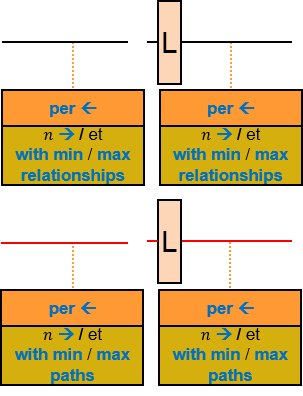 L
per ← per ←
n → / et n → / et
with min / max with min / max
relationships relationships
L
per ← per ←
n → / et n → / et
with min / max with min / max
paths paths